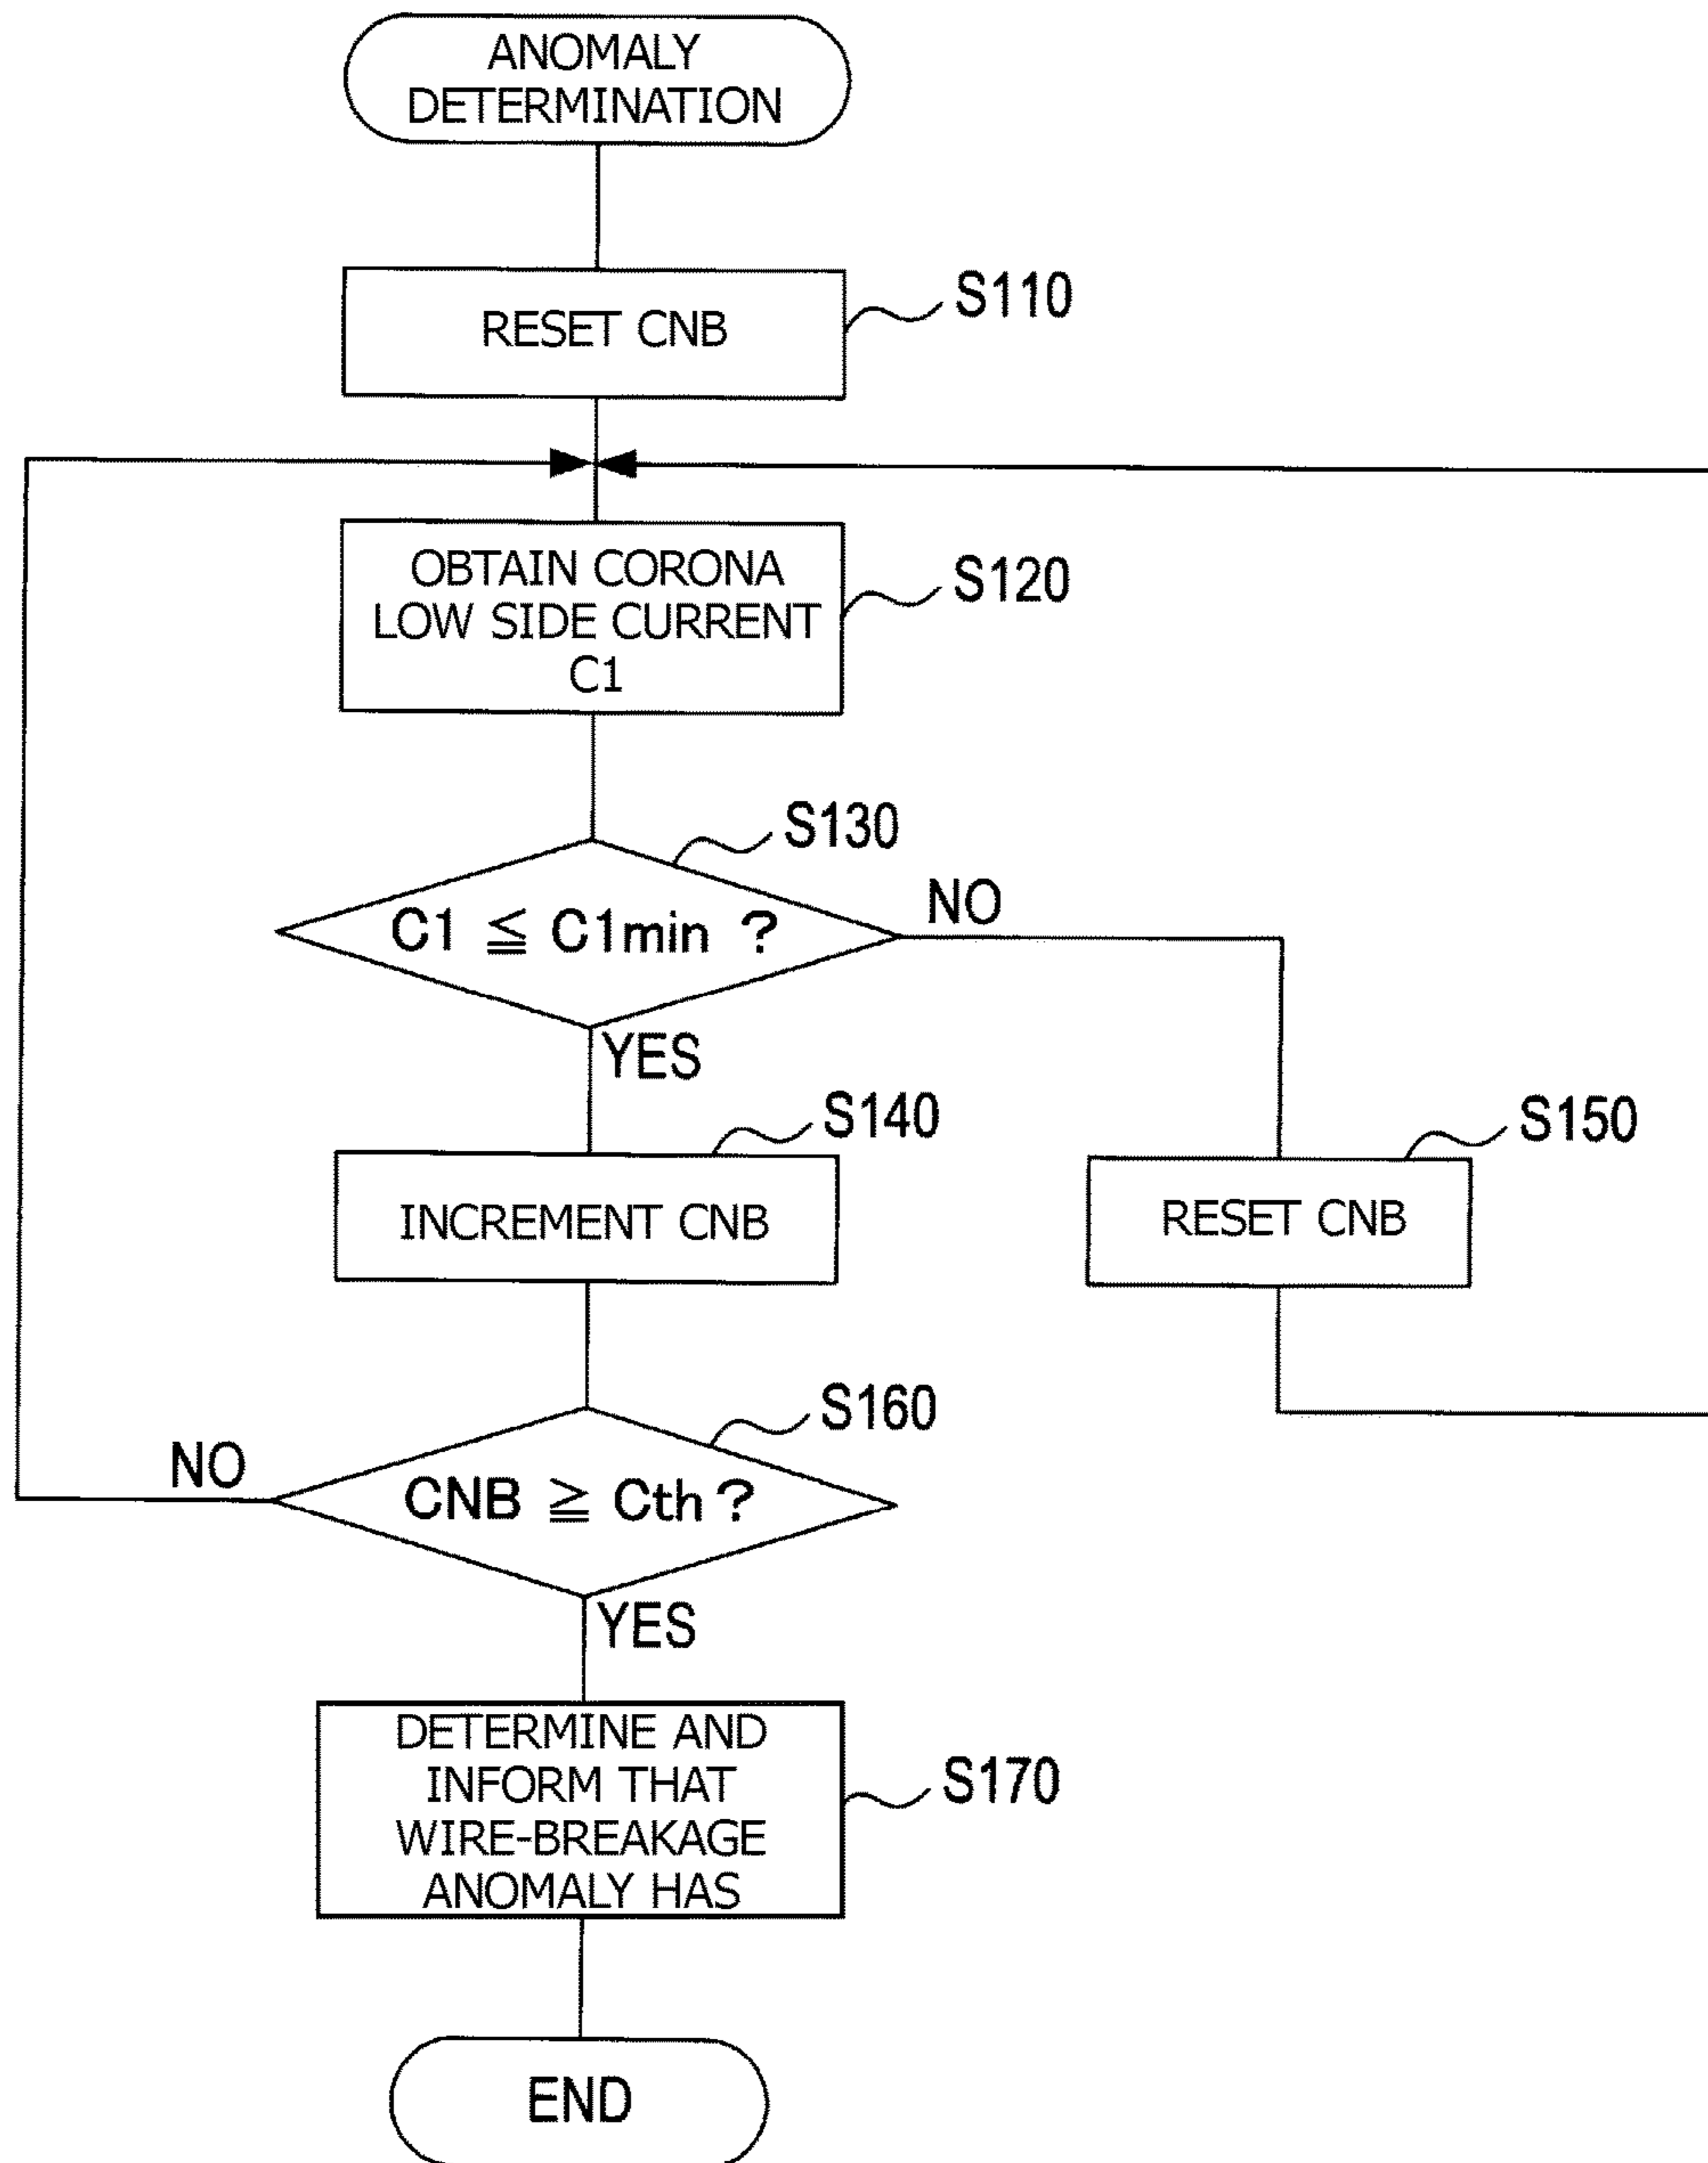 ANOMALY
DETERMINATION
RESET CNB
S110
OBTAIN CORONA
LOW SIDE CURRENT
C1
S120
S130
C1 ≦ C1min ?
NO
YES
S140
INCREMENT CNB
S150
RESET CNB
S160
NO
CNB ≧ Cth ?
YES
DETERMINE AND
INFORM THAT
WIRE-BREAKAGE
ANOMALY HAS
S170
END